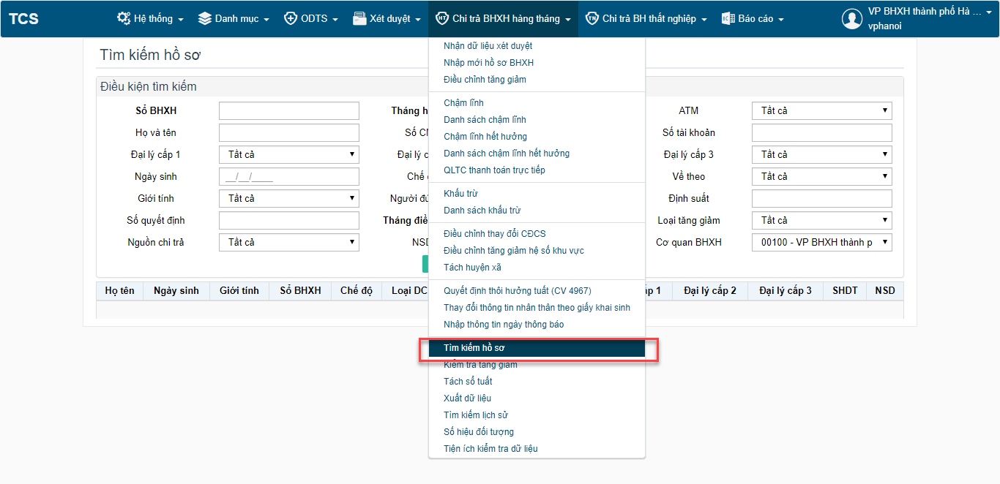 TCS
Hệ thống
Danh mục
ODTS
Xét duyệt
Chi trả BHXH hàng tháng
Chi trả BH thất nghiệp
Báo cáo
VP BHXH thành phố Hà ...
vphanoi
Tìm kiếm hồ sơ
Điều kiện tìm kiếm
Số BHXH
Tháng h
ATM
Tất cả
Họ và tên
Số CM
Số tài khoản
Đại lý cấp 1
Tất cả
Đại lý c
Đại lý cấp 3
Tất cả
Ngày sinh
__/__/____
Chế
Về theo
Tất cả
Giới tính
Tất cả
Người đú
Định suất
Số quyết định
Tháng điề
Loại tăng giảm
Tất cả
Nguồn chi trả
Tất cả
NSD
Cơ quan BHXH
00100 - VP BHXH thành p
Họ tên
Ngày sinh
Giới tính
Số BHXH
Chế độ
Loại DC
ấp 1
Đại lý cấp 2
Đại lý cấp 3
SHDT
NSD
Nhận dữ liệu xét duyệt
Nhập mới hồ sơ BHXH
Điều chỉnh tăng giảm
Chậm lĩnh
Danh sách chậm lĩnh
Chậm lĩnh hết hưởng
Danh sách chậm lĩnh hết hưởng
QLTC thanh toán trực tiếp
Khấu trừ
Danh sách khấu trừ
Điều chỉnh thay đổi CĐCS
Điều chỉnh tăng giảm hệ số khu vực
Tách huyện xã
Quyết định thôi hưởng tuất (CV 4967)
Thay đổi thông tin nhân thân theo giấy khai sinh
Nhập thông tin ngày thông báo
Tìm kiếm hồ sơ
Kiểm tra tăng giảm
Tách sổ tuất
Xuất dữ liệu
Tìm kiếm lịch sử
Số hiệu đối tượng
Tiện ích kiểm tra dữ liệu